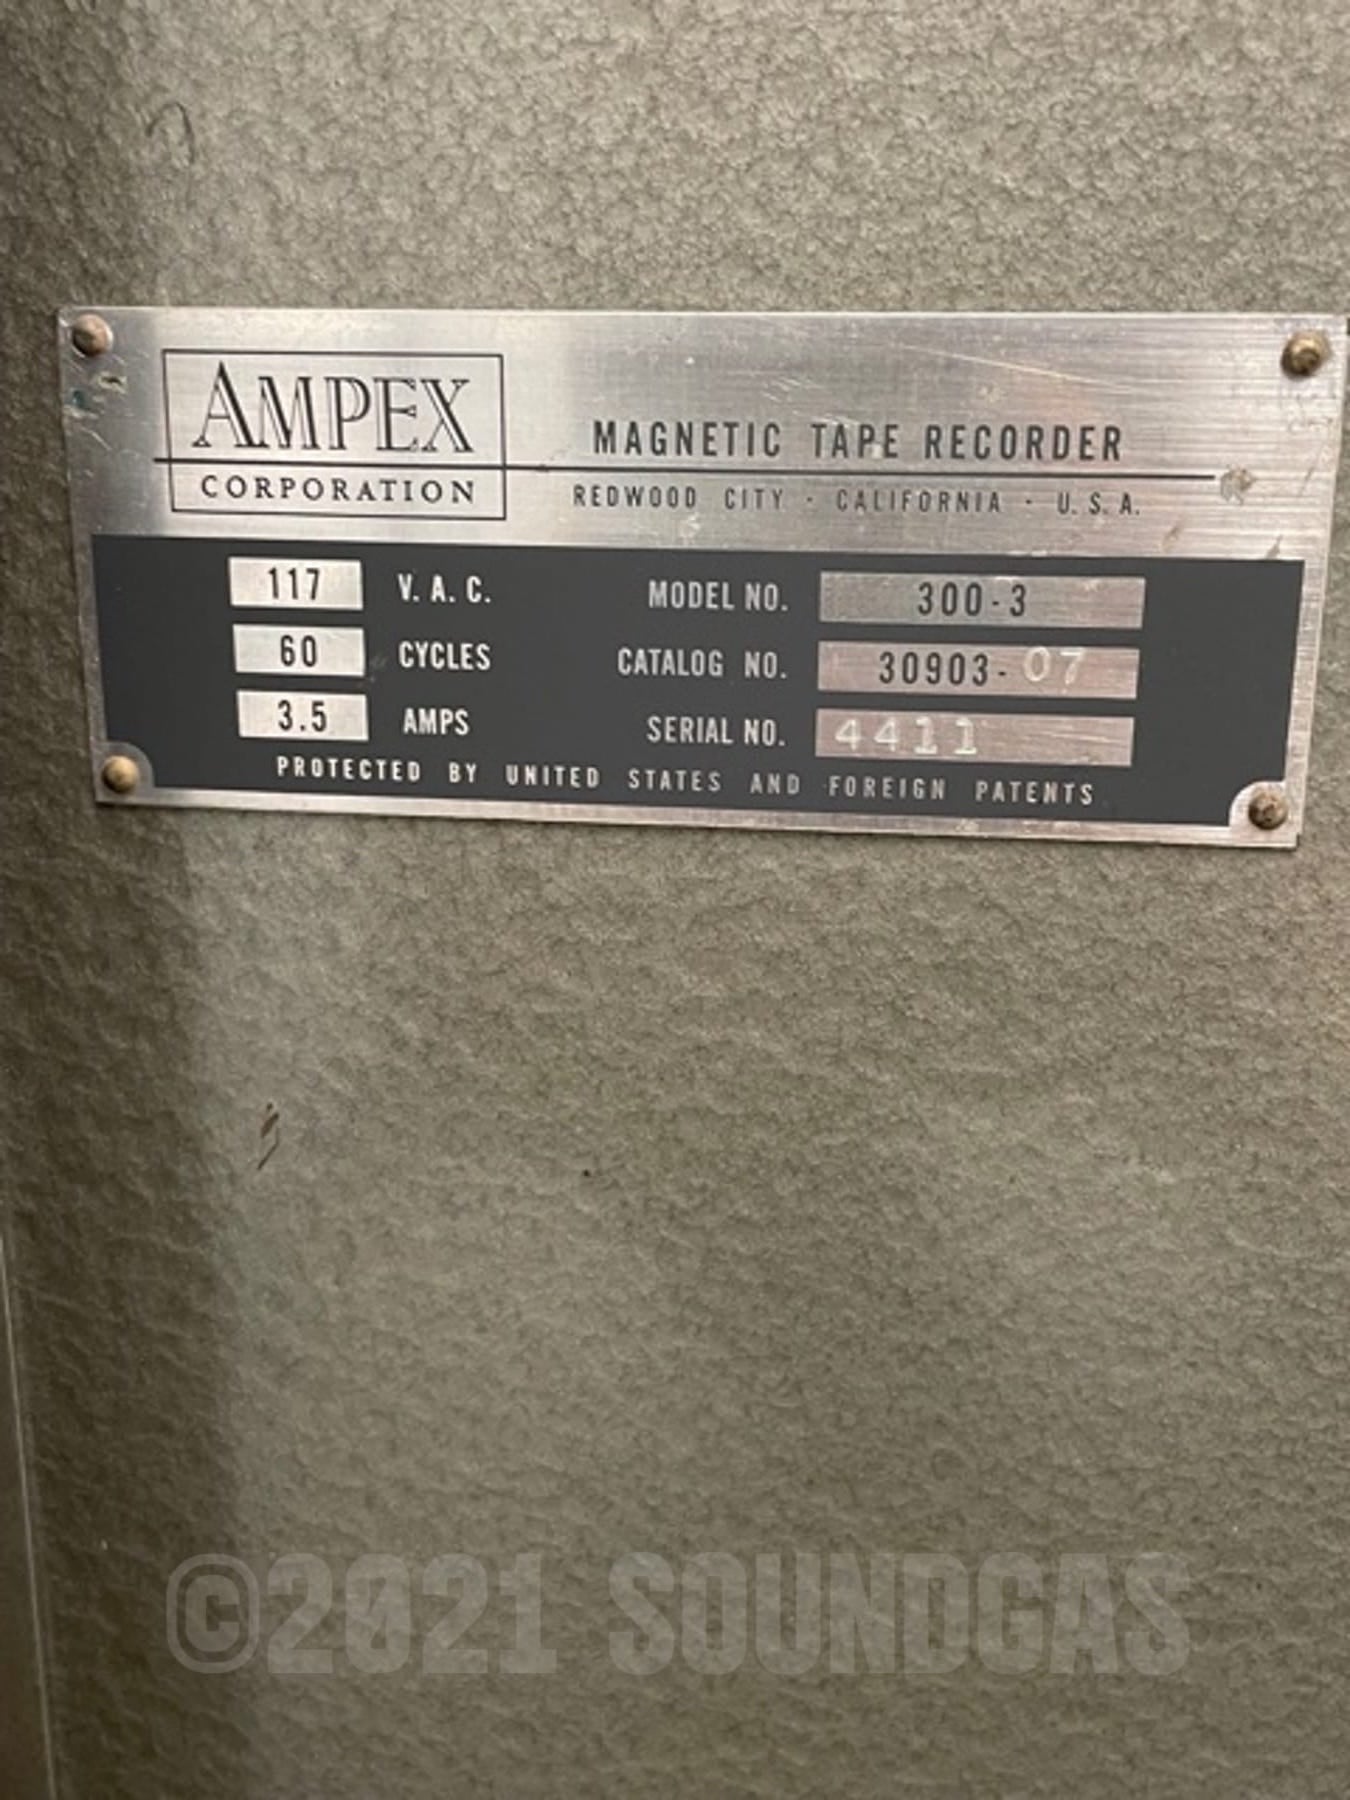 AMPEX
CORPORATION
MAGNETIC TAPE RECORDER
REDWOOD CITY · CALIFORNIA · U.S.A.
117 V.A.C.
60 CYCLES
3.5 AMPS
MODEL NO. 300-3
CATALOG NO. 30903-07
SERIAL NO. 4411
PROTECTED BY UNITED STATES AND FOREIGN PATENTS
©2021 SOUNDGAS